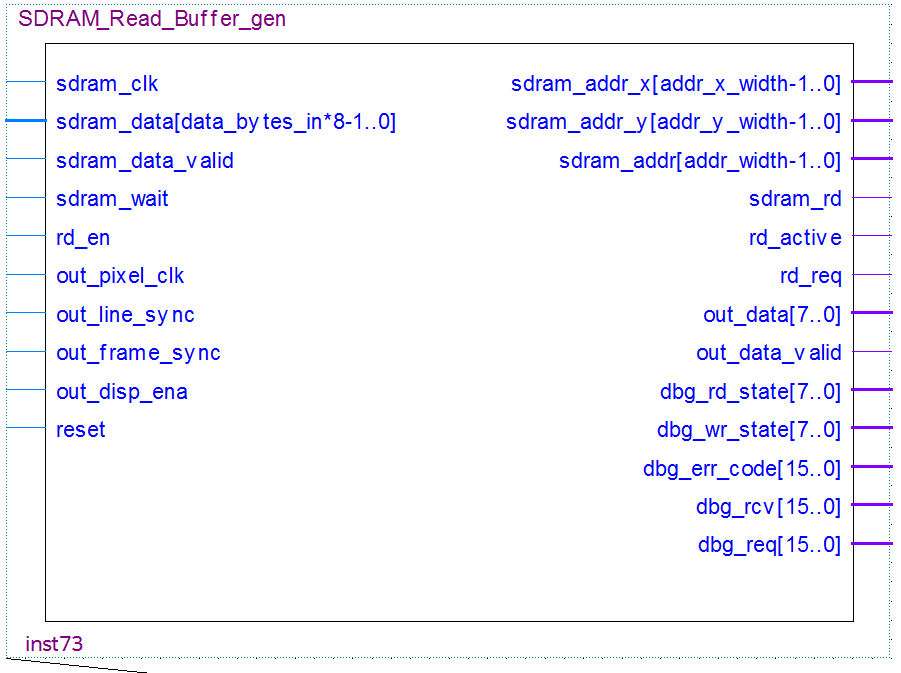 SDRAM_Read_Buffer_gen
sdram_clk
sdram_data[data_bytes_in*8-1..0]
sdram_data_valid
sdram_wait
rd_en
out_pixel_clk
out_line_sync
out_frame_sync
out_disp_ena
reset
sdram_addr_x[addr_x_width-1..0]
sdram_addr_y[addr_y_width-1..0]
sdram_addr[addr_width-1..0]
sdram_rd
rd_active
rd_req
out_data[7..0]
out_data_valid
dbg_rd_state[7..0]
dbg_wr_state[7..0]
dbg_err_code[15..0]
dbg_rcv[15..0]
dbg_req[15..0]
inst73